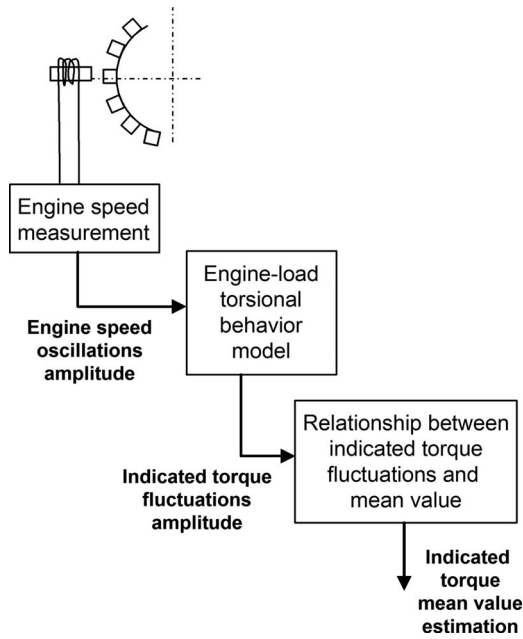 Engine speed
measurement
Engine speed
oscillations
amplitude
Engine-load
torsional
behavior
model
Indicated torque
fluctuations
amplitude
Relationship between
indicated torque
fluctuations and
mean value
Indicated
torque
mean value
estimation